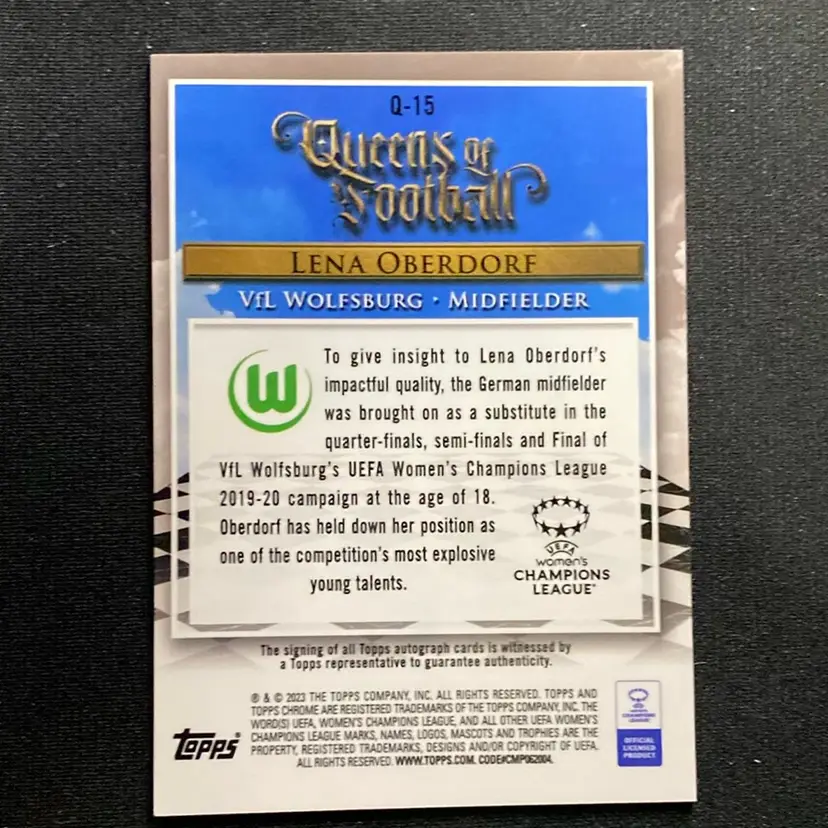 Q-15
Queens of
Football
LENA OBERDORF
VfL WOLFSBURG · MIDFIELDER
W
To give insight to Lena Oberdorf's
impactful quality, the German midfielder
was brought on as a substitute in the
quarter-finals, semi-finals and Final of
VfL Wolfsburg's UEFA Women's Champions League
2019-20 campaign at the age of 18.
Oberdorf has held down her position as
one of the competition's most explosive
young talents.
UEFA
women's
CHAMPIONS
LEAGUE™
The signing of all Topps autograph cards is witnessed by
a Topps representative to guarantee authenticity.
® & © 2023 THE TOPPS COMPANY, INC. ALL RIGHTS RESERVED. TOPPS AND
TOPPS CHROME ARE REGISTERED TRADEMARKS OF THE TOPPS COMPANY, INC. THE
WORD(S) UEFA, WOMEN'S CHAMPIONS LEAGUE, AND ALL OTHER UEFA WOMEN'S
CHAMPIONS LEAGUE MARKS, NAMES, LOGOS, MASCOTS AND TROPHIES ARE THE
PROPERTY, REGISTERED TRADEMARKS, DESIGNS AND/OR COPYRIGHT OF UEFA.
ALL RIGHTS RESERVED. WWW.TOPPS.COM. CODE#CMP062004.
Topps®
CHAMPIONS
LEAGUE
OFFICIAL
LICENSED
PRODUCT